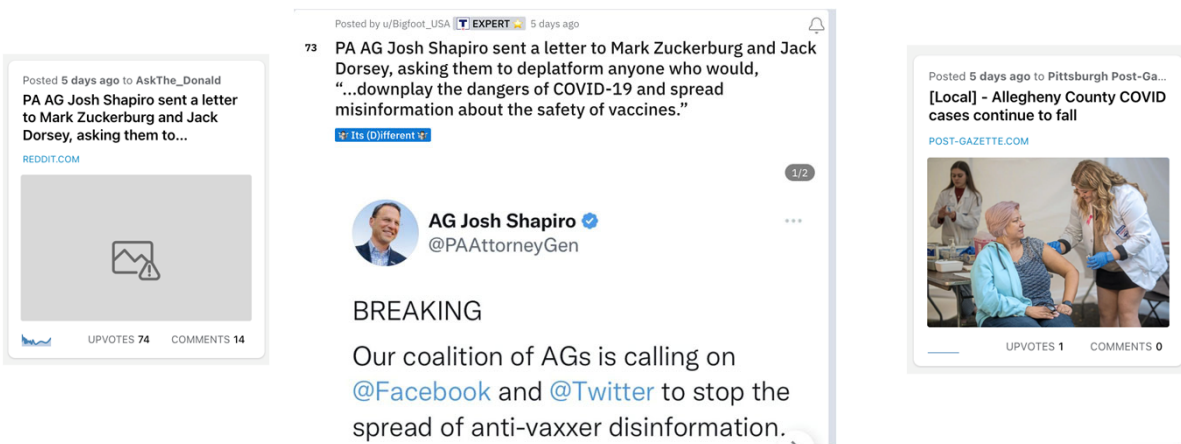 Posted 5 days ago to AskThe_Donald
PA AG Josh Shapiro sent a letter
to Mark Zuckerburg and Jack
Dorsey, asking them to...
REDDIT.COM
UPVOTES 74 COMMENTS 14
Posted by u/Bigfoot_USA T EXPERT ⭐ 5 days ago
73
PA AG Josh Shapiro sent a letter to Mark Zuckerburg and Jack
Dorsey, asking them to deplatform anyone who would,
“...downplay the dangers of COVID-19 and spread
misinformation about the safety of vaccines.”
Its (D)ifferent
1/2
AG Josh Shapiro
@PAAttorneyGen
BREAKING
Our coalition of AGs is calling on
@Facebook and @Twitter to stop the
spread of anti-vaxxer disinformation.
Posted 5 days ago to Pittsburgh Post-Ga...
[Local] - Allegheny County COVID
cases continue to fall
POST-GAZETTE.COM
UPVOTES 1 COMMENTS 0